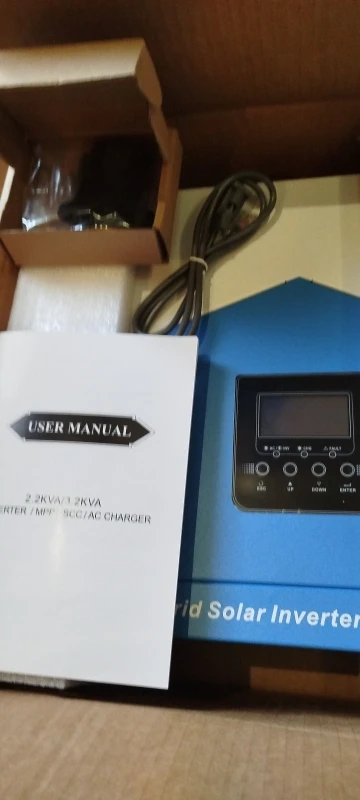 USER MANUAL
2.2KVA/3.2KVA
ERTER / MPPT SCC/AC CHARGER
AC/INV CHG FAULT
ESC UP DOWN ENTER
rid Solar Inverter